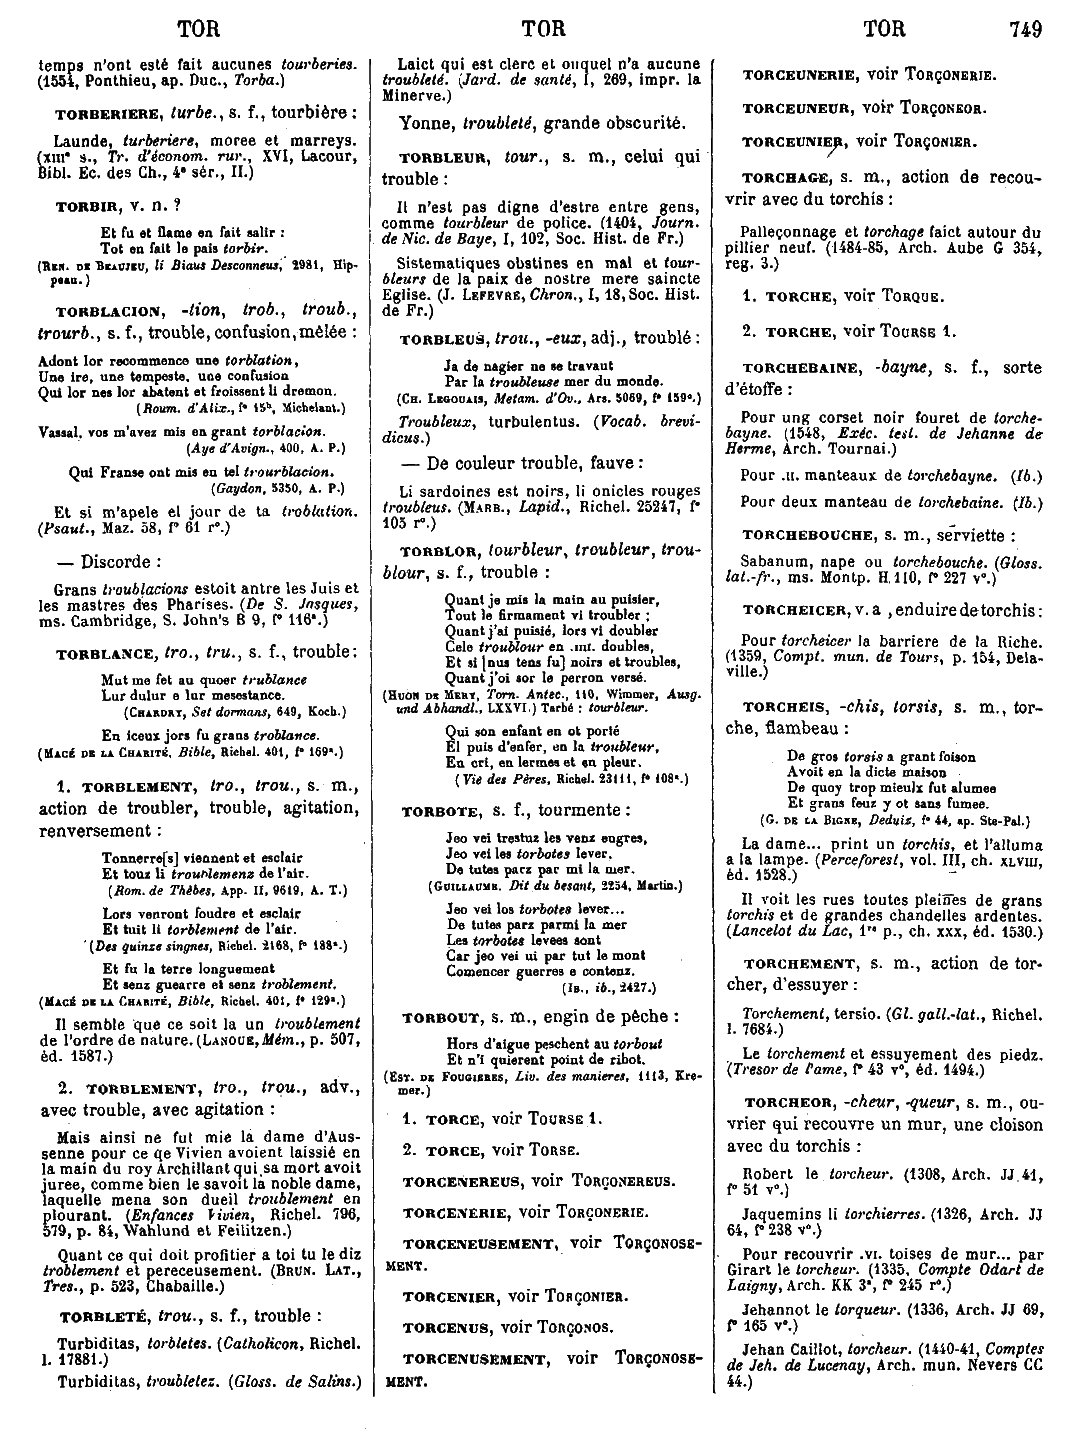 TOR
TOR
TOR
749
temps n'ont esté fait aucunes tourberies.
(1554, Ponthieu, ap. Duc., Torba.)
TORBERIERE, turbe., s. f., tourbière :
Launde, turberiere, moree et marreys.
(XIIIe s., Tr. d'économ. rur., XVI, Lacour,
Bibl. Ec. des Ch., 4e sér., II.)
TORBIR, v. n. ?
Et fu et flame en fait salir :
Tot en fait le pais torbir.
(REN. DE BEAUJEU, li Biaus Desconneus, 2981, Hip-
peau.)
TORBLACION, -tion, trob., troub.,
trourb., s. f., trouble, confusion, mêlée :
Adont lor recommence une torblation,
Une ire, une tempeste, une confusion
Qui lor nes lor abatent et froissent li dremon.
(Roum. d'Alix., fo 15b, Michelant.)
Vassal, vos m'avez mis en grant torblacion.
(Aye d'Avign., 400, A. P.)
Qui Franse ont mis en tel trourblacion.
(Gaydon, 5350, A. P.)
Et si m'apele el jour de ta troblation.
(Psaut., Maz. 58, fo 61 ro.)
— Discorde :
Grans troublacions estoit antre les Juis et
les mastres des Pharises. (De S. Jasques,
ms. Cambridge, S. John's B 9, fo 116a.)
TORBLANCE, tro., tru., s. f., trouble :
Mut me fet au quoer trublance
Lur dulur e lur mesestance.
(CHARDRY, Set dormans, 649, Koch.)
En iceux jors fu grans troblance.
(MACÉ DE LA CHARITÉ, Bible, Richel. 401, fo 169a.)
1. TORBLEMENT, tro., trou., s. m.,
action de troubler, trouble, agitation,
renversement :
Tonnerre[s] viennent et esclair
Et touz li troublemenz de l'air.
(Rom. de Thèbes, App. II, 9619, A. T.)
Lors venront foudre et esclair
Et tuit li torblement de l'air.
(Des quinze singnes, Richel. 2168, fo 188a.)
Et fu la terre longuement
Et senz guearre et senz troblement.
(MACÉ DE LA CHARITÉ, Bible, Richel. 401, fo 129a.)
Il semble que ce soit la un troublement
de l'ordre de nature. (LANOUE, Mém., p. 507,
éd. 1587.)
2. TORBLEMENT, tro., trou., adv.,
avec trouble, avec agitation :
Mais ainsi ne fut mie la dame d'Aus-
senne pour ce qe Vivien avoient laissié en
la main du roy Archillant qui sa mort avoit
juree, comme bien le savoit la noble dame,
laquelle mena son dueil troublement en
plourant. (Enfances Vivien, Richel. 796,
579, p. 84, Wahlund et Feilitzen.)
Quant ce qui doit profitier a toi tu le diz
troblement et pereceusement. (BRUN. LAT.,
Tres., p. 523, Chabaille.)
TORBLETÉ, trou., s. f., trouble :
Turbiditas, torbletes. (Catholicon, Richel.
l. 17881.)
Turbiditas, troubletez. (Gloss. de Salins.)
Laict qui est clerc et ouquel n'a aucune
troubleté. (Jard. de santé, I, 269, impr. la
Minerve.)
Yonne, troubleté, grande obscurité.
TORBLEUR, tour., s. m., celui qui
trouble :
Il n'est pas digne d'estre entre gens,
comme tourbleur de police. (1404, Journ.
de Nic. de Baye, I, 102, Soc. Hist. de Fr.)
Sistematiques obstines en mal et tour-
bleurs de la paix de nostre mere saincte
Eglise. (J. LEFEVRE, Chron., I, 18, Soc. Hist.
de Fr.)
TORBLEUS, trou., -eux, adj., troublé :
Ja de nagier ne se travaut
Par la troubleuse mer du monde.
(CH. LEGOUAIS, Metam. d'Ov., Ars. 5069, fo 159a.)
Troubleux, turbulentus. (Vocab. brevi-
dicus.)
— De couleur trouble, fauve :
Li sardoines est noirs, li onicles rouges
troubleus. (MARB., Lapid., Richel. 25247, fo
103 ro.)
TORBLOR, tourbleur, troubleur, trou-
blour, s. f., trouble :
Quant je mis la main au puisier,
Tout le firmament vi troubler ;
Quant j'ai puisié, lors vi doubler
Cele troublour en .IIII. doubles,
Et si [nus tens fu] noirs et troubles,
Quant j'oi sor le perron versé.
(HUON DE MERY, Torn. Antec., 110, Wimmer, Ausg.
und Abhandl., LXXVI.) Tarbé : tourbleur.
Qui son enfant en ot porté
El puis d'enfer, en la troubleur,
En cri, en lermes et en pleur.
(Vie des Pères, Richel. 23111, fo 108a.)
TORBOTE, s. f., tourmente :
Jeo vei trestuz les venz engres,
Jeo vei les torbotes lever.
De tutes parz par mi la mer.
(GUILLAUME. Dit du besant, 2254, Martin.)
Jeo vei los torbotes lever...
De tutes parz parmi la mer
Les torbotes levees sont
Car jeo vei ui par tut le mont
Comencer guerres e contenz.
(ID., ib., 2427.)
TORBOUT, s. m., engin de pêche :
Hors d'aigue peschent au torbout
Et n'i quierent point de ribot.
(EST. DE FOUGIERES, Liv. des manieres, 1113, Kre-
mer.)
1. TORCE, voir TOURSE 1.
2. TORCE, voir TORSE.
TORCENEREUS, voir TORÇONEREUS.
TORCENERIE, voir TORÇONERIE.
TORCENEUSEMENT, voir TORÇONOSE-
MENT.
TORCENIER, voir TORÇONIER.
TORCENUS, voir TORÇONOS.
TORCENUSEMENT, voir TORÇONOSE-
MENT.
TORCEUNERIE, voir TORÇONERIE.
TORCEUNEUR, voir TORÇONEOR.
TORCEUNIER, voir TORÇONIER.
TORCHAGE, s. m., action de recou-
vrir avec du torchis :
Palleçonnage et torchage faict autour du
pillier neuf. (1484-85, Arch. Aube G 354,
reg. 3.)
1. TORCHE, voir TORQUE.
2. TORCHE, voir TOURSE 1.
TORCHEBAINE, -bayne, s. f., sorte
d'étoffe :
Pour ung corset noir fouret de torche-
bayne. (1548, Exéc. test. de Jehanne de
Herme, Arch. Tournai.)
Pour .II. manteaux de torchebayne. (Ib.)
Pour deux manteau de torchebaine. (Ib.)
TORCHEBOUCHE, s. m., serviette :
Sabanum, nape ou torchebouche. (Gloss.
lat.-fr., ms. Montp. H.110, fo 227 vo.)
TORCHEICER, v. a , enduire de torchis :
Pour torcheicer la barriere de la Riche.
(1359, Compt. mun. de Tours, p. 154, Dela-
ville.)
TORCHEIS, -chis, torsis, s. m., tor-
che, flambeau :
De gros torsis a grant foison
Avoit en la dicte maison
De quoy trop mieulx fut alumee
Et grans feuz y ot sans fumee.
(G. DE LA BIGNE, Deduiz, fo 44, ap. Ste-Pal.)
La dame... print un torchis, et l'alluma
a la lampe. (Perceforest, vol. III, ch. XLVIII,
éd. 1528.)
Il voit les rues toutes pleines de grans
torchis et de grandes chandelles ardentes.
(Lancelot du Lac, 1re p., ch. XXX, éd. 1530.)
TORCHEMENT, s. m., action de tor-
cher, d'essuyer :
Torchement, tersio. (Gl. gall.-lat., Richel.
l. 7684.)
Le torchement et essuyement des piedz.
(Tresor de l'ame, fo 43 vo, éd. 1494.)
TORCHEOR, -cheur, -queur, s. m., ou-
vrier qui recouvre un mur, une cloison
avec du torchis :
Robert le torcheur. (1308, Arch. JJ 41,
fo 51 vo.)
Jaquemins li torchierres. (1326, Arch. JJ
64, fo 238 vo.)
Pour recouvrir .VI. toises de mur... par
Girart le torcheur. (1335, Compte Odart de
Laigny, Arch. KK 3a, fo 245 ro.)
Jehannot le torqueur. (1336, Arch. JJ 69,
fo 165 vo.)
Jehan Caillot, torcheur. (1440-41, Comptes
de Jeh. de Lucenay, Arch. mun. Nevers CC
44.)